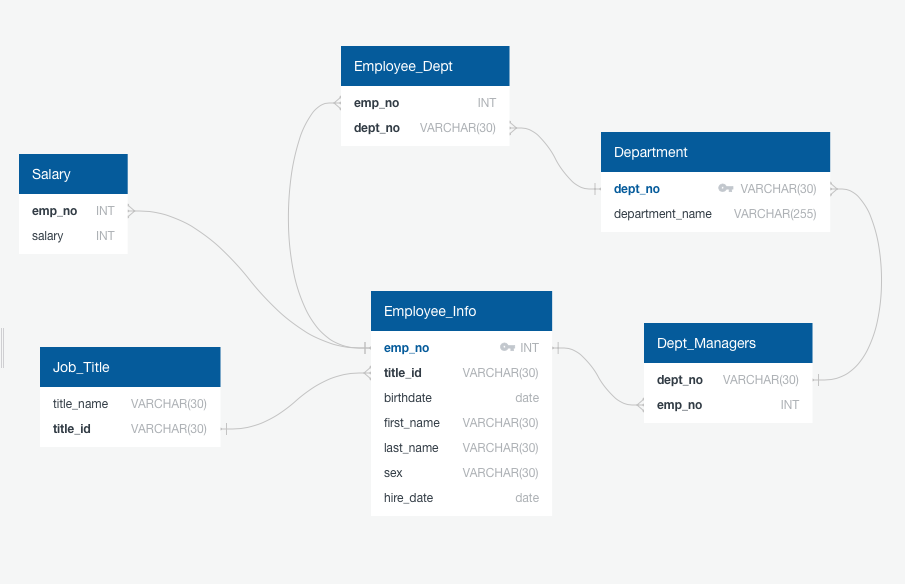 Employee_Dept
emp_no INT
dept_no VARCHAR(30)
Department
dept_no VARCHAR(30)
department_name VARCHAR(255)
Salary
emp_no INT
salary INT
Employee_Info
emp_no INT
title_id VARCHAR(30)
birthdate date
first_name VARCHAR(30)
last_name VARCHAR(30)
sex VARCHAR(30)
hire_date date
Dept_Managers
dept_no VARCHAR(30)
emp_no INT
Job_Title
title_name VARCHAR(30)
title_id VARCHAR(30)